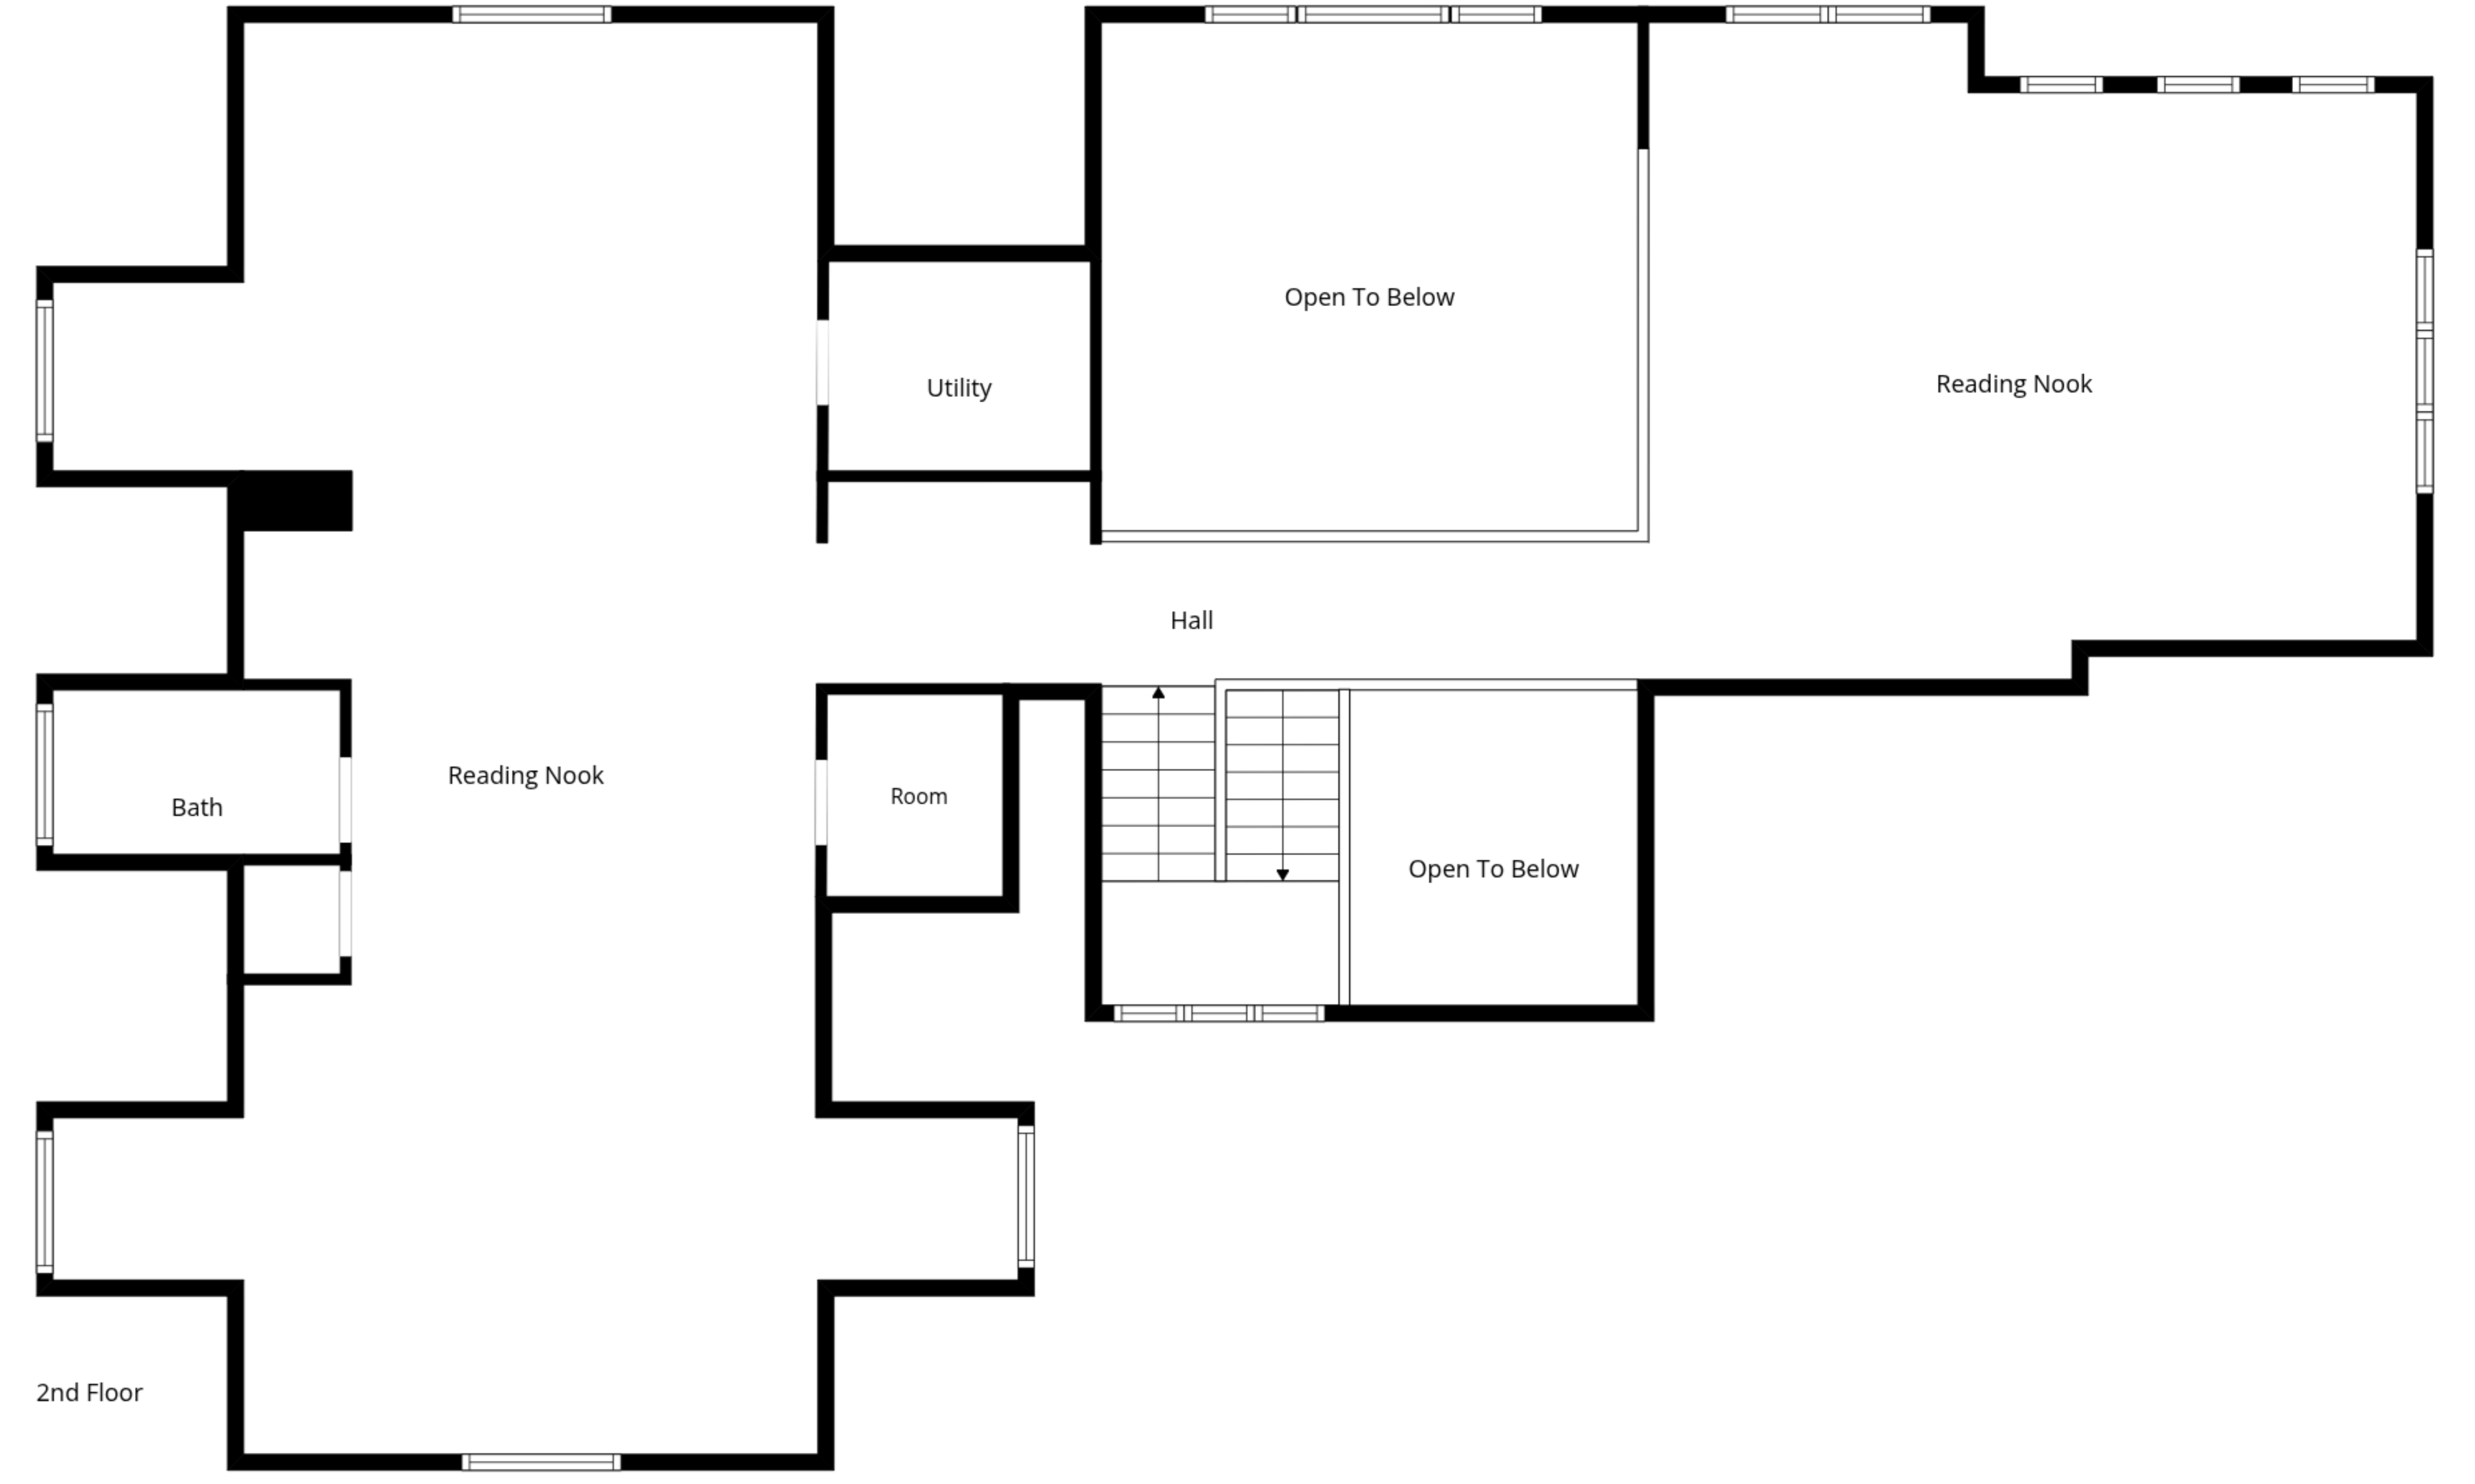 Open To Below
Reading Nook
Utility
Hall
Reading Nook
Room
Bath
Open To Below
2nd Floor